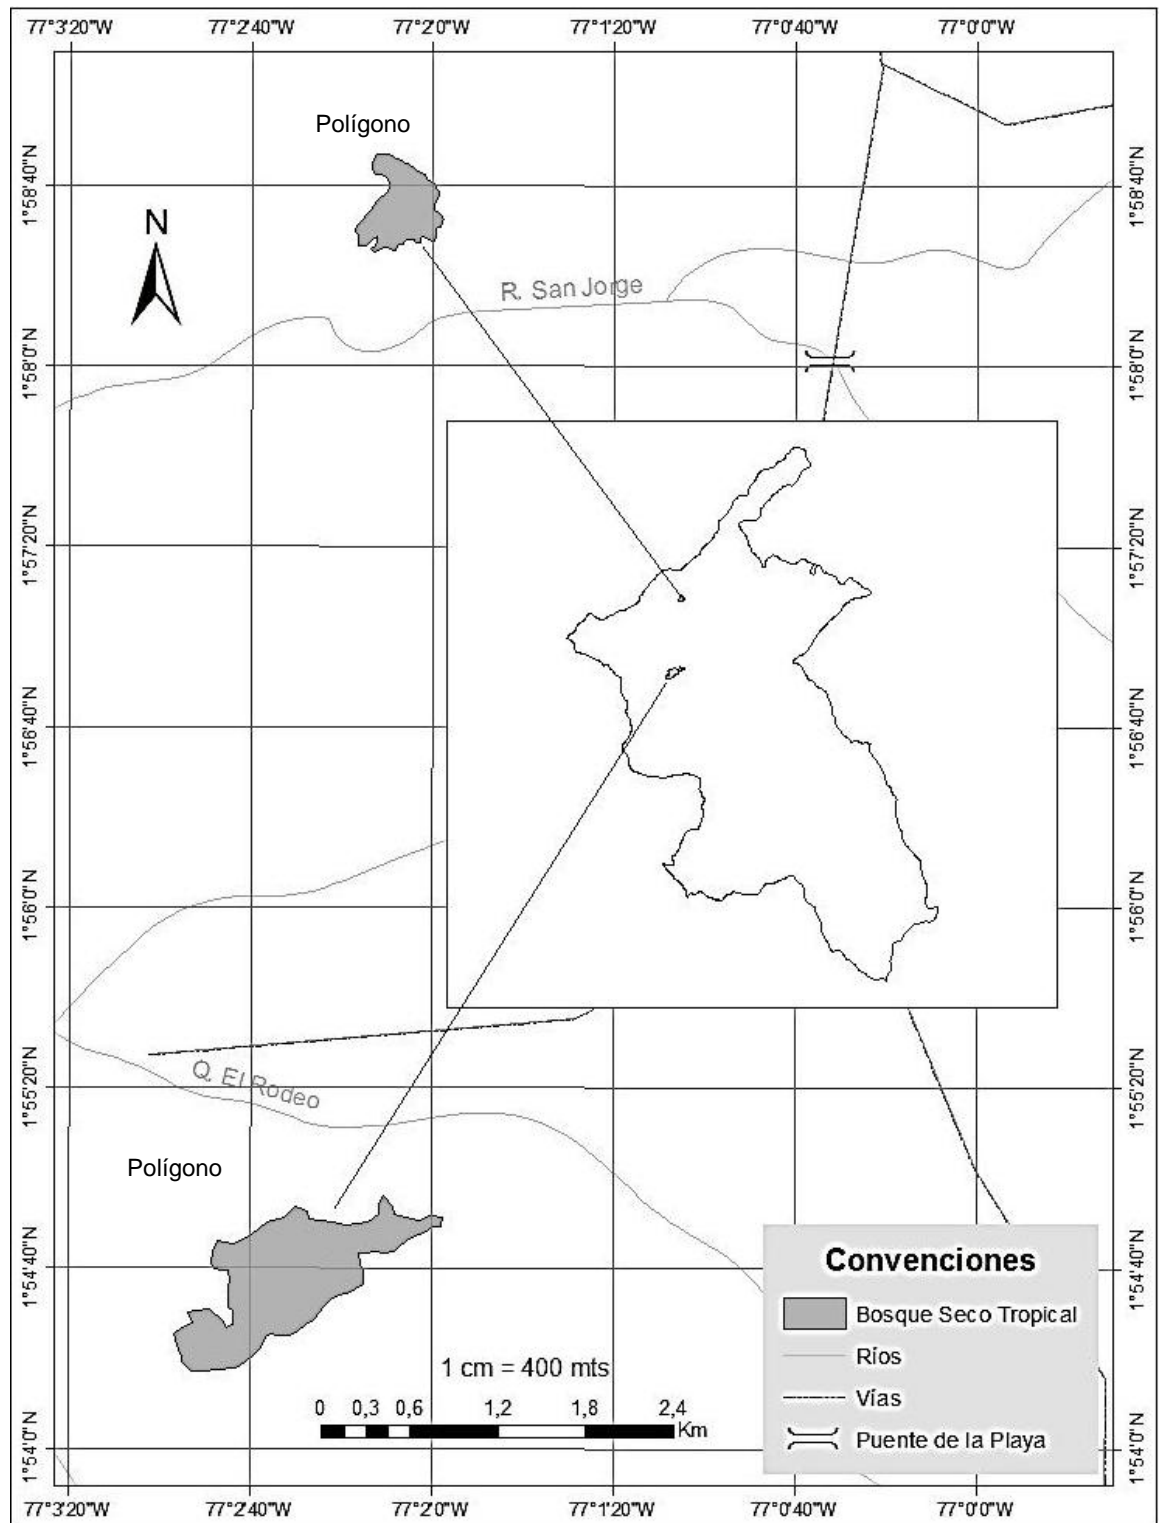 77°3'20"W 77°2'40"W 77°2'0"W 77°1'20"W 77°0'40"W 77°0'0"W
Polígono
N
1°58'40"N 1°58'40"N
R. San Jorge
1°58'0"N 1°58'0"N
1°57'20"N 1°57'20"N
1°56'40"N 1°56'40"N
1°56'0"N 1°56'0"N
1°55'20"N 1°55'20"N
Q. El Rodeo
Polígono
1°54'40"N 1°54'40"N
Convenciones
Bosque Seco Tropical
Ríos
Vías
Puente de la Playa
1 cm = 400 mts
0 0,3 0,6 1,2 1,8 2,4
Km
1°54'0"N 1°54'0"N
77°3'20"W 77°2'40"W 77°2'0"W 77°1'20"W 77°0'40"W 77°0'0"W